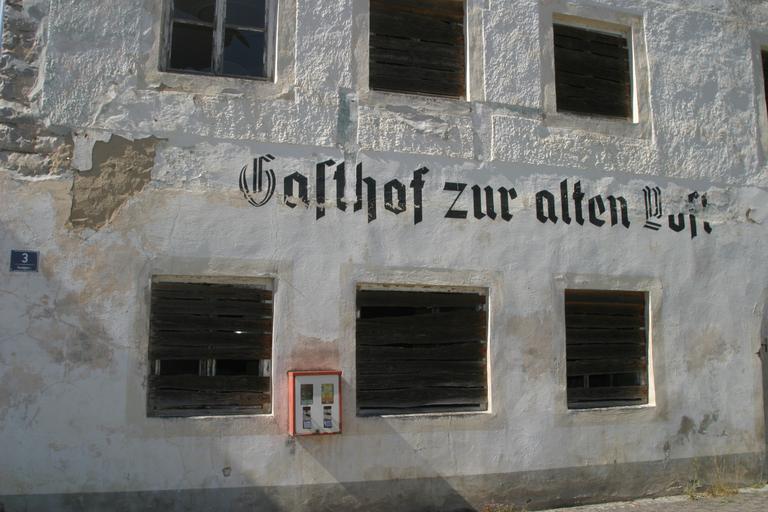 Gasthof zur alten Post
3